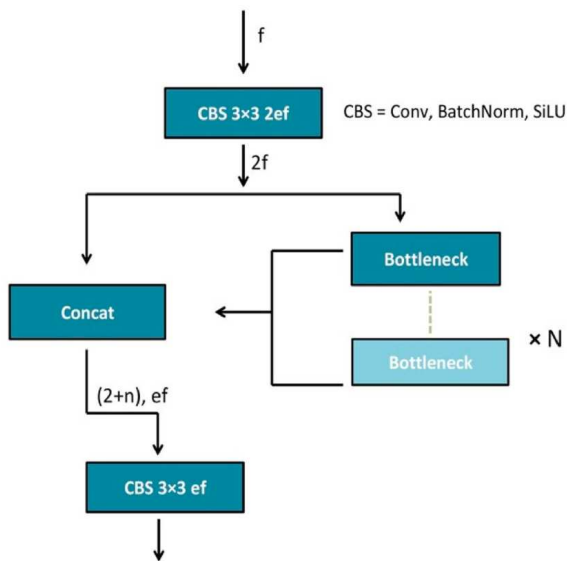 f
CBS 3×3 2ef
CBS = Conv, BatchNorm, SiLU
2f
Bottleneck
Concat
× N
Bottleneck
(2+n), ef
CBS 3×3 ef